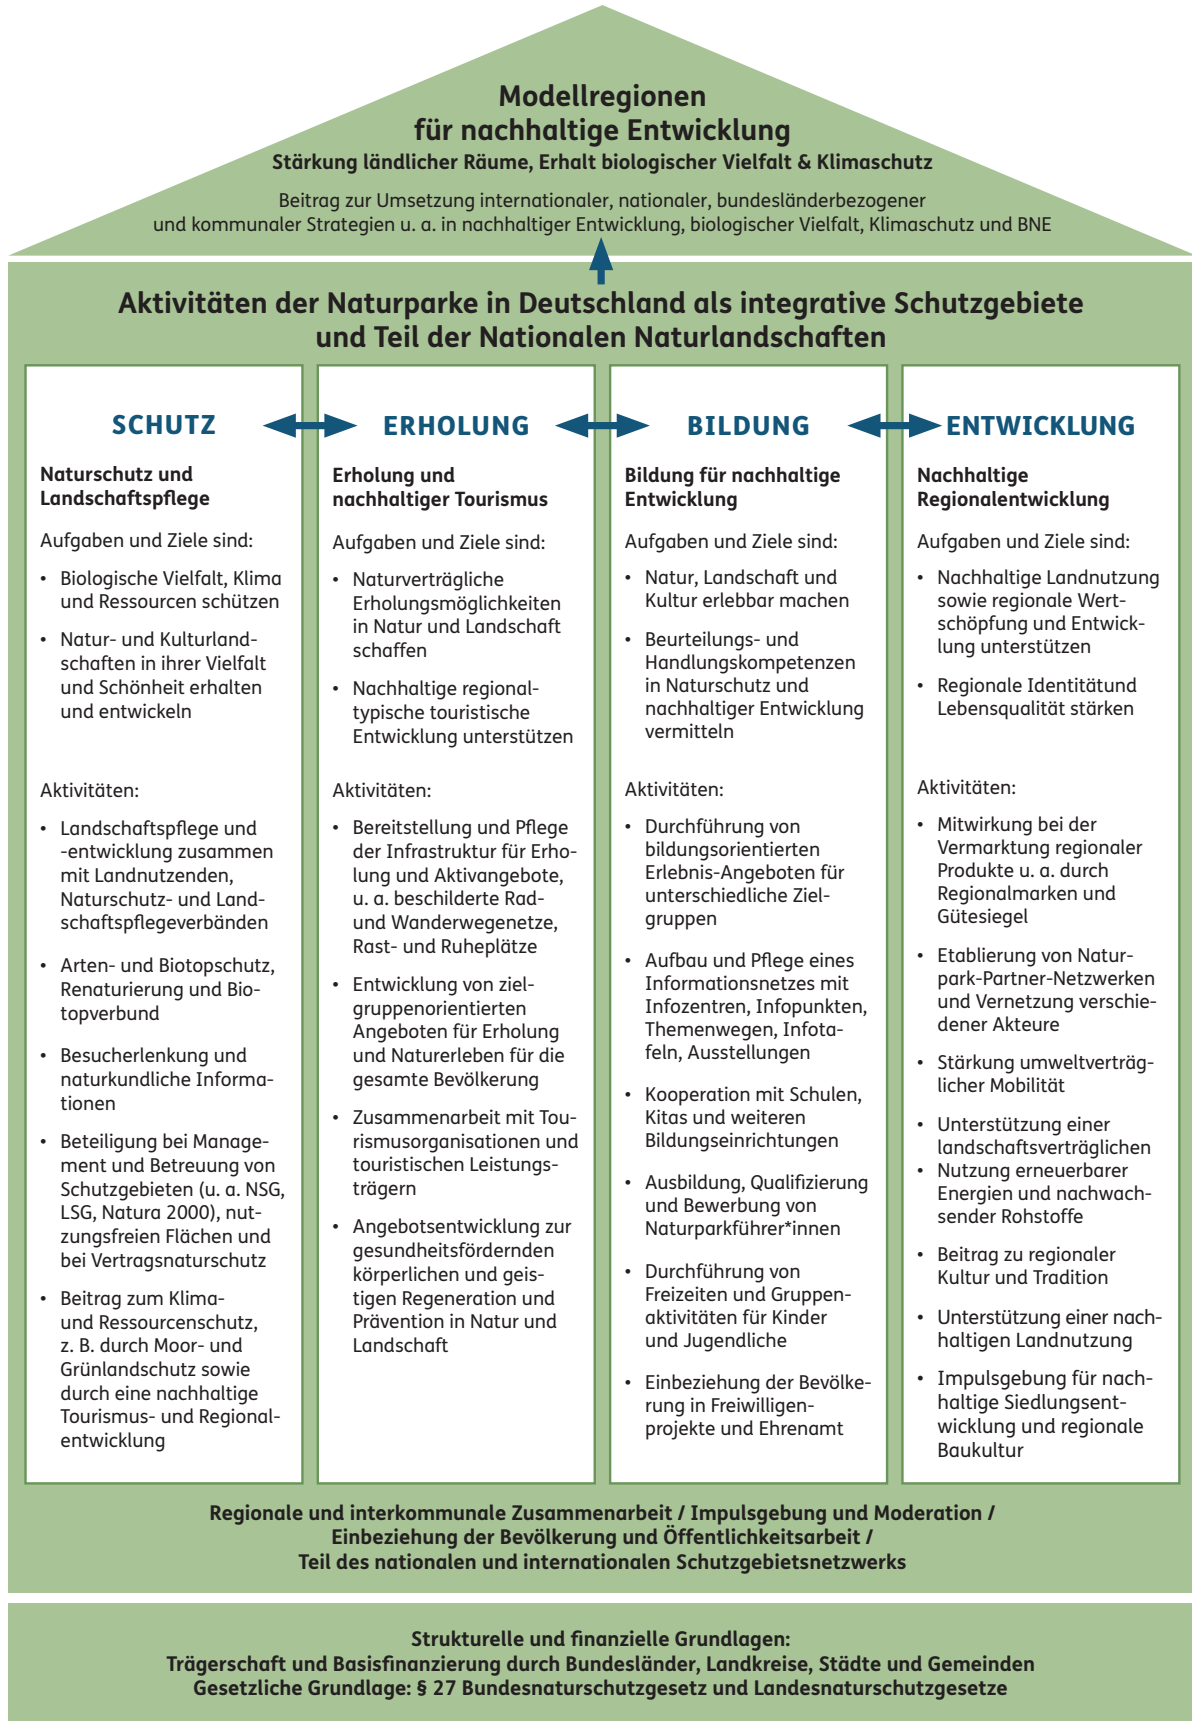 Modellregionen
für nachhaltige Entwicklung
Stärkung ländlicher Räume, Erhalt biologischer Vielfalt & Klimaschutz
Beitrag zur Umsetzung internationaler, nationaler, bundesländerbezogener
und kommunaler Strategien u. a. in nachhaltiger Entwicklung, biologischer Vielfalt, Klimaschutz und BNE
Aktivitäten der Naturparke in Deutschland als integrative Schutzgebiete
und Teil der Nationalen Naturlandschaften
SCHUTZ
Naturschutz und
Landschaftspflege
Aufgaben und Ziele sind:
• Biologische Vielfalt, Klima
und Ressourcen schützen
• Natur- und Kulturland-
schaften in ihrer Vielfalt
und Schönheit erhalten
und entwickeln
Aktivitäten:
• Landschaftspflege und
-entwicklung zusammen
mit Landnutzenden,
Naturschutz- und Land-
schaftspflegeverbänden
• Arten- und Biotopschutz,
Renaturierung und Bio-
topverbund
• Besucherlenkung und
naturkundliche Informa-
tionen
• Beteiligung bei Manage-
ment und Betreuung von
Schutzgebieten (u. a. NSG,
LSG, Natura 2000), nut-
zungsfreien Flächen und
bei Vertragsnaturschutz
• Beitrag zum Klima-
und Ressourcenschutz,
z. B. durch Moor- und
Grünlandschutz sowie
durch eine nachhaltige
Tourismus- und Regional-
entwicklung
ERHOLUNG
Erholung und
nachhaltiger Tourismus
Aufgaben und Ziele sind:
• Naturverträgliche
Erholungsmöglichkeiten
in Natur und Landschaft
schaffen
• Nachhaltige regional-
typische touristische
Entwicklung unterstützen
Aktivitäten:
• Bereitstellung und Pflege
der Infrastruktur für Erho-
lung und Aktivangebote,
u. a. beschilderte Rad-
und Wanderwegenetze,
Rast- und Ruheplätze
• Entwicklung von ziel-
gruppenorientierten
Angeboten für Erholung
und Naturerleben für die
gesamte Bevölkerung
• Zusammenarbeit mit Tou-
rismusorganisationen und
touristischen Leistungs-
trägern
• Angebotsentwicklung zur
gesundheitsfördernden
körperlichen und geis-
tigen Regeneration und
Prävention in Natur und
Landschaft
BILDUNG
Bildung für nachhaltige
Entwicklung
Aufgaben und Ziele sind:
• Natur, Landschaft und
Kultur erlebbar machen
• Beurteilungs- und
Handlungskompetenzen
in Naturschutz und
nachhaltiger Entwicklung
vermitteln
Aktivitäten:
• Durchführung von
bildungsorientierten
Erlebnis-Angeboten für
unterschiedliche Ziel-
gruppen
• Aufbau und Pflege eines
Informationsnetzes mit
Infozentren, Infopunkten,
Themenwegen, Infota-
feln, Ausstellungen
• Kooperation mit Schulen,
Kitas und weiteren
Bildungseinrichtungen
• Ausbildung, Qualifizierung
und Bewerbung von
Naturparkführer*innen
• Durchführung von
Freizeiten und Gruppen-
aktivitäten für Kinder
und Jugendliche
• Einbeziehung der Bevölke-
rung in Freiwilligen-
projekte und Ehrenamt
ENTWICKLUNG
Nachhaltige
Regionalentwicklung
Aufgaben und Ziele sind:
• Nachhaltige Landnutzung
sowie regionale Wert-
schöpfung und Entwick-
lung unterstützen
• Regionale Identitätund
Lebensqualität stärken
Aktivitäten:
• Mitwirkung bei der
Vermarktung regionaler
Produkte u. a. durch
Regionalmarken und
Gütesiegel
• Etablierung von Natur-
park-Partner-Netzwerken
und Vernetzung verschie-
dener Akteure
• Stärkung umweltverträg-
licher Mobilität
• Unterstützung einer
landschaftsverträglichen
• Nutzung erneuerbarer
Energien und nachwach-
sender Rohstoffe
• Beitrag zu regionaler
Kultur und Tradition
• Unterstützung einer nach-
haltigen Landnutzung
• Impulsgebung für nach-
haltige Siedlungsent-
wicklung und regionale
Baukultur
Regionale und interkommunale Zusammenarbeit / Impulsgebung und Moderation /
Einbeziehung der Bevölkerung und Öffentlichkeitsarbeit /
Teil des nationalen und internationalen Schutzgebietsnetzwerks
Strukturelle und finanzielle Grundlagen:
Trägerschaft und Basisfinanzierung durch Bundesländer, Landkreise, Städte und Gemeinden
Gesetzliche Grundlage: § 27 Bundesnaturschutzgesetz und Landesnaturschutzgesetze